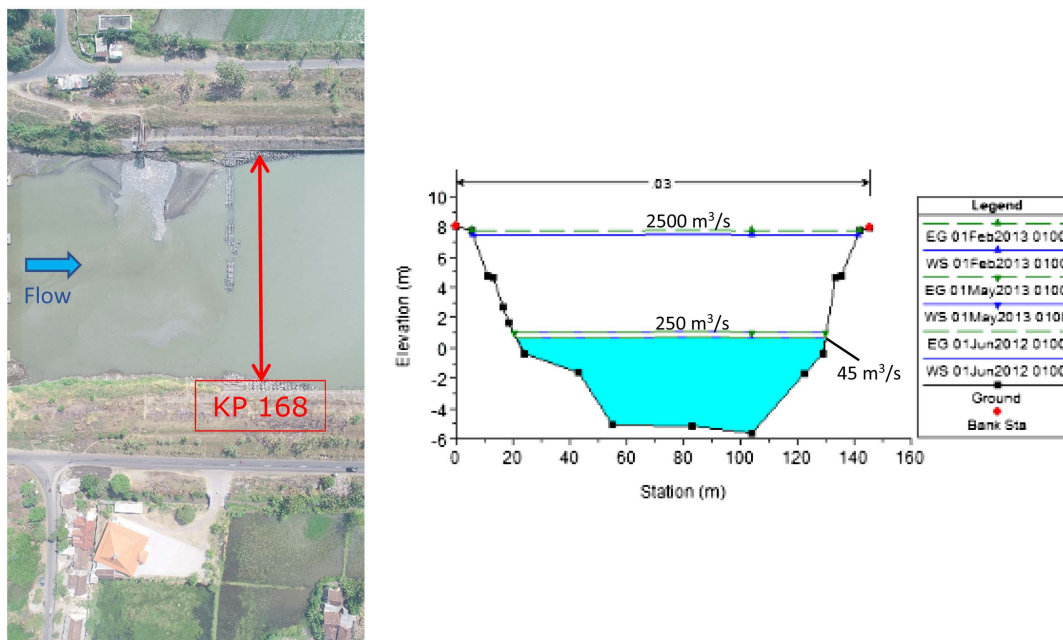 Flow
KP 168
.03
10
8
6
4
2
0
-2
-4
-6
Elevation (m)
2500 m³/s
250 m³/s
45 m³/s
0
20
40
60
80
100
120
140
160
Station (m)
Legend
EG 01Feb2013 0100
WS 01Feb2013 0100
EG 01May2013 0100
WS 01May2013 0100
EG 01Jun2012 0100
WS 01Jun2012 0100
Ground
Bank Sta